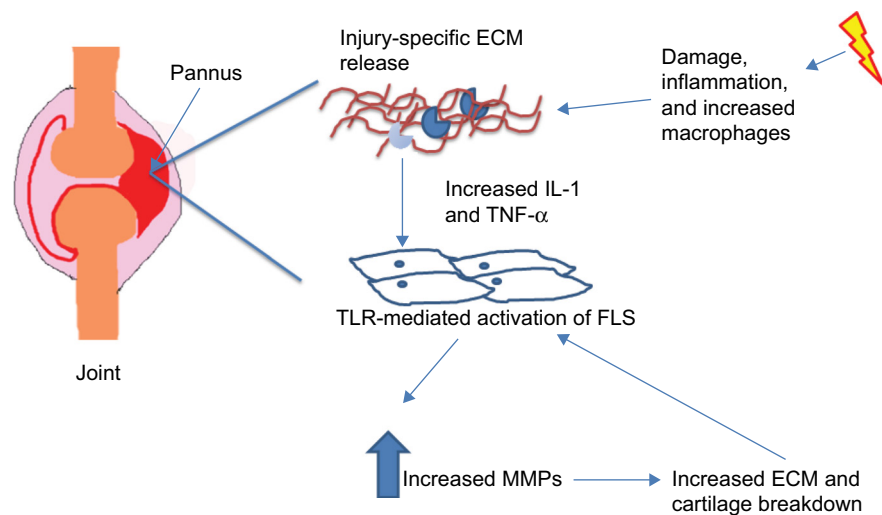 Injury-specific ECM
release
Pannus
Damage,
inflammation,
and increased
macrophages
Increased IL-1
and TNF-α
TLR-mediated activation of FLS
Joint
Increased MMPs
Increased ECM and
cartilage breakdown